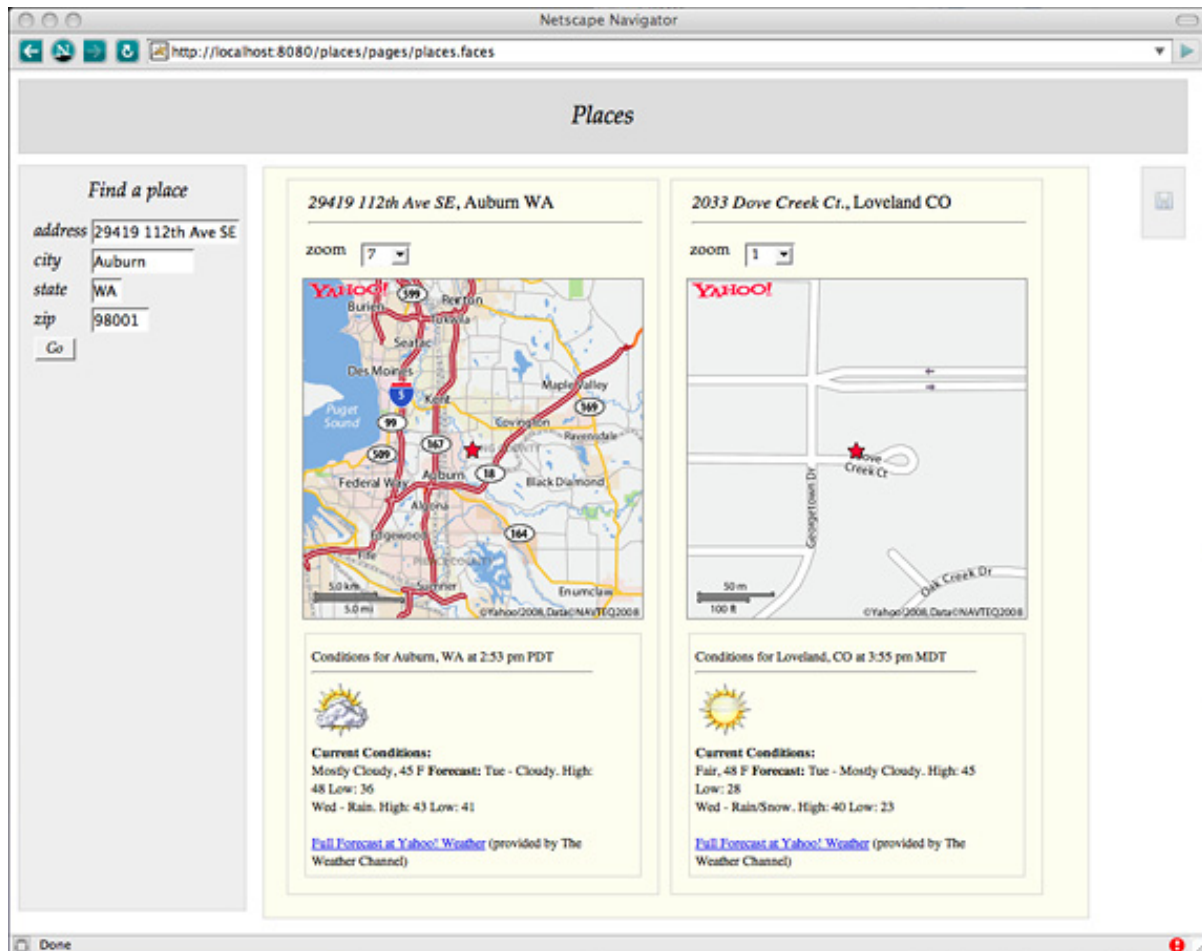 Netscape Navigator
http://localhost:8080/places/pages/places.faces
Places
Find a place
address 29419 112th Ave SE
city Auburn
state WA
zip 98001
Go
29419 112th Ave SE, Auburn WA
zoom 7
YAHOO!
599
Burien
Renton
Tukwila
Seatac
Des Moines
5
Kent
Maple Valley
Puget
Sound
99
Covington
169
Ravensdale
167
KING COUNTY
509
18
Federal Way
Auburn
Black Diamond
Algona
Edgewood
164
Fife
PIERCE COUNTY
Sumner
Enumclaw
5.0 km
5.0 mi
©Yahoo!2008, Data©NAVTEQ2008
Conditions for Auburn, WA at 2:53 pm PDT
Current Conditions:
Mostly Cloudy, 45 F Forecast: Tue - Cloudy. High:
48 Low: 36
Wed - Rain. High: 43 Low: 41
Full Forecast at Yahoo! Weather (provided by The
Weather Channel)
2033 Dove Creek Ct., Loveland CO
zoom 1
YAHOO!
Dove
Creek Ct
Georgetown Dr
Oak Creek Dr
50 m
100 ft
©Yahoo!2008, Data©NAVTEQ2008
Conditions for Loveland, CO at 3:55 pm MDT
Current Conditions:
Fair, 48 F Forecast: Tue - Mostly Cloudy. High: 45
Low: 28
Wed - Rain/Snow. High: 40 Low: 23
Full Forecast at Yahoo! Weather (provided by The
Weather Channel)
Done